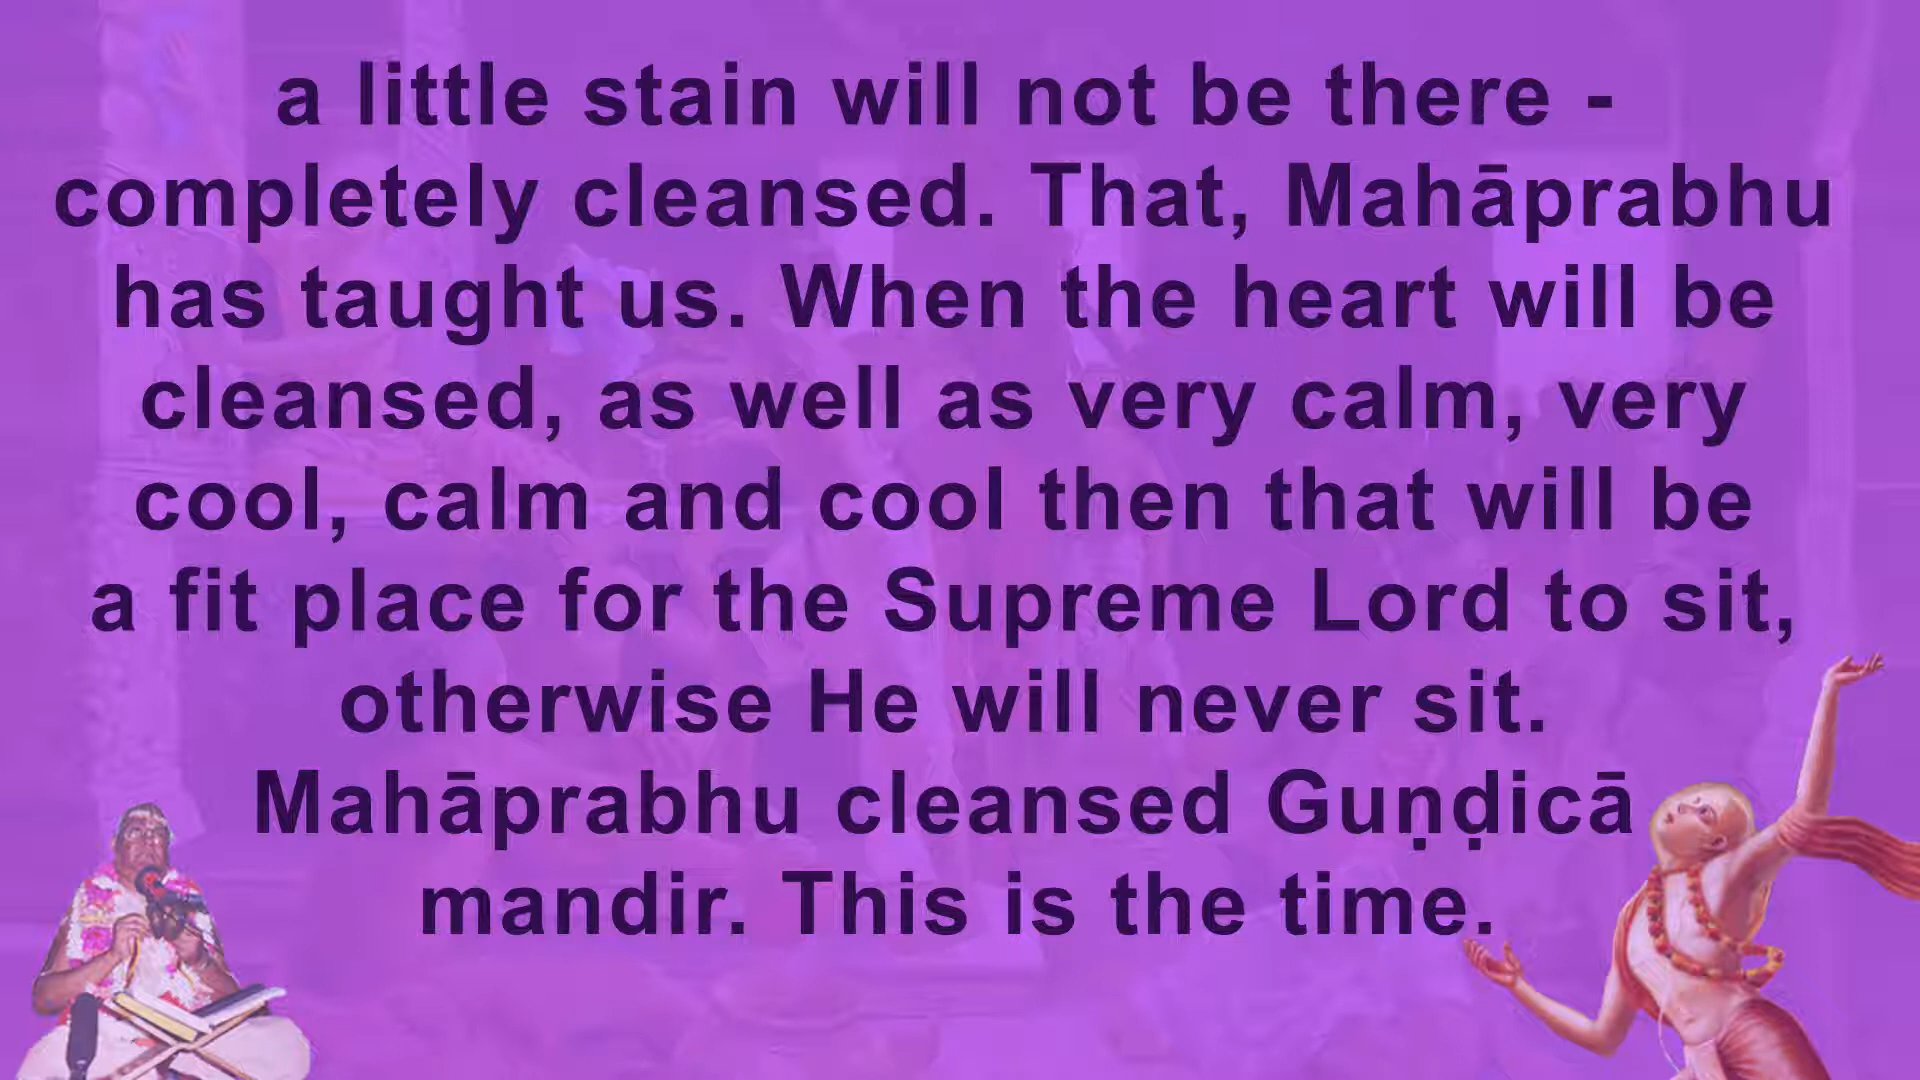 a little stain will not be there -
completely cleansed. That, Mahāprabhu
has taught us. When the heart will be
cleansed, as well as very calm, very
cool, calm and cool then that will be
a fit place for the Supreme Lord to sit,
otherwise He will never sit.
Mahāprabhu cleansed Guṇḍicā
mandir. This is the time.